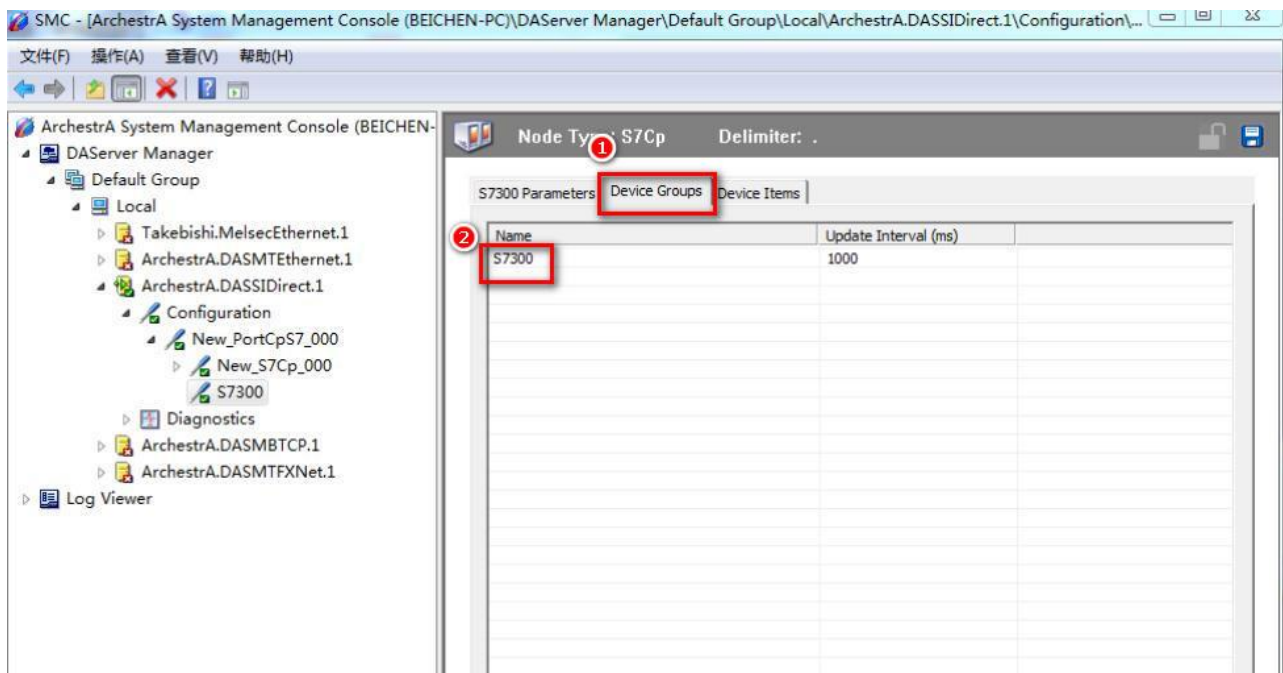 SMC - [ArchestrA System Management Console (BEICHEN-PC)\DAServer Manager\Default Group\Local\ArchestrA.DASSIDirect.1\Configuration\...
文件(F) 操作(A) 查看(V) 帮助(H)
ArchestrA System Management Console (BEICHEN-
DAServer Manager
Default Group
Local
Takebishi.MelsecEthernet.1
ArchestrA.DASMTEthernet.1
ArchestrA.DASSIDirect.1
Configuration
New_PortCpS7_000
New_S7Cp_000
S7300
Diagnostics
ArchestrA.DASMBTCP.1
ArchestrA.DASMTFXNet.1
Log Viewer
Node Type: S7Cp Delimiter: .
1
S7300 Parameters Device Groups Device Items
2
Name Update Interval (ms)
S7300 1000